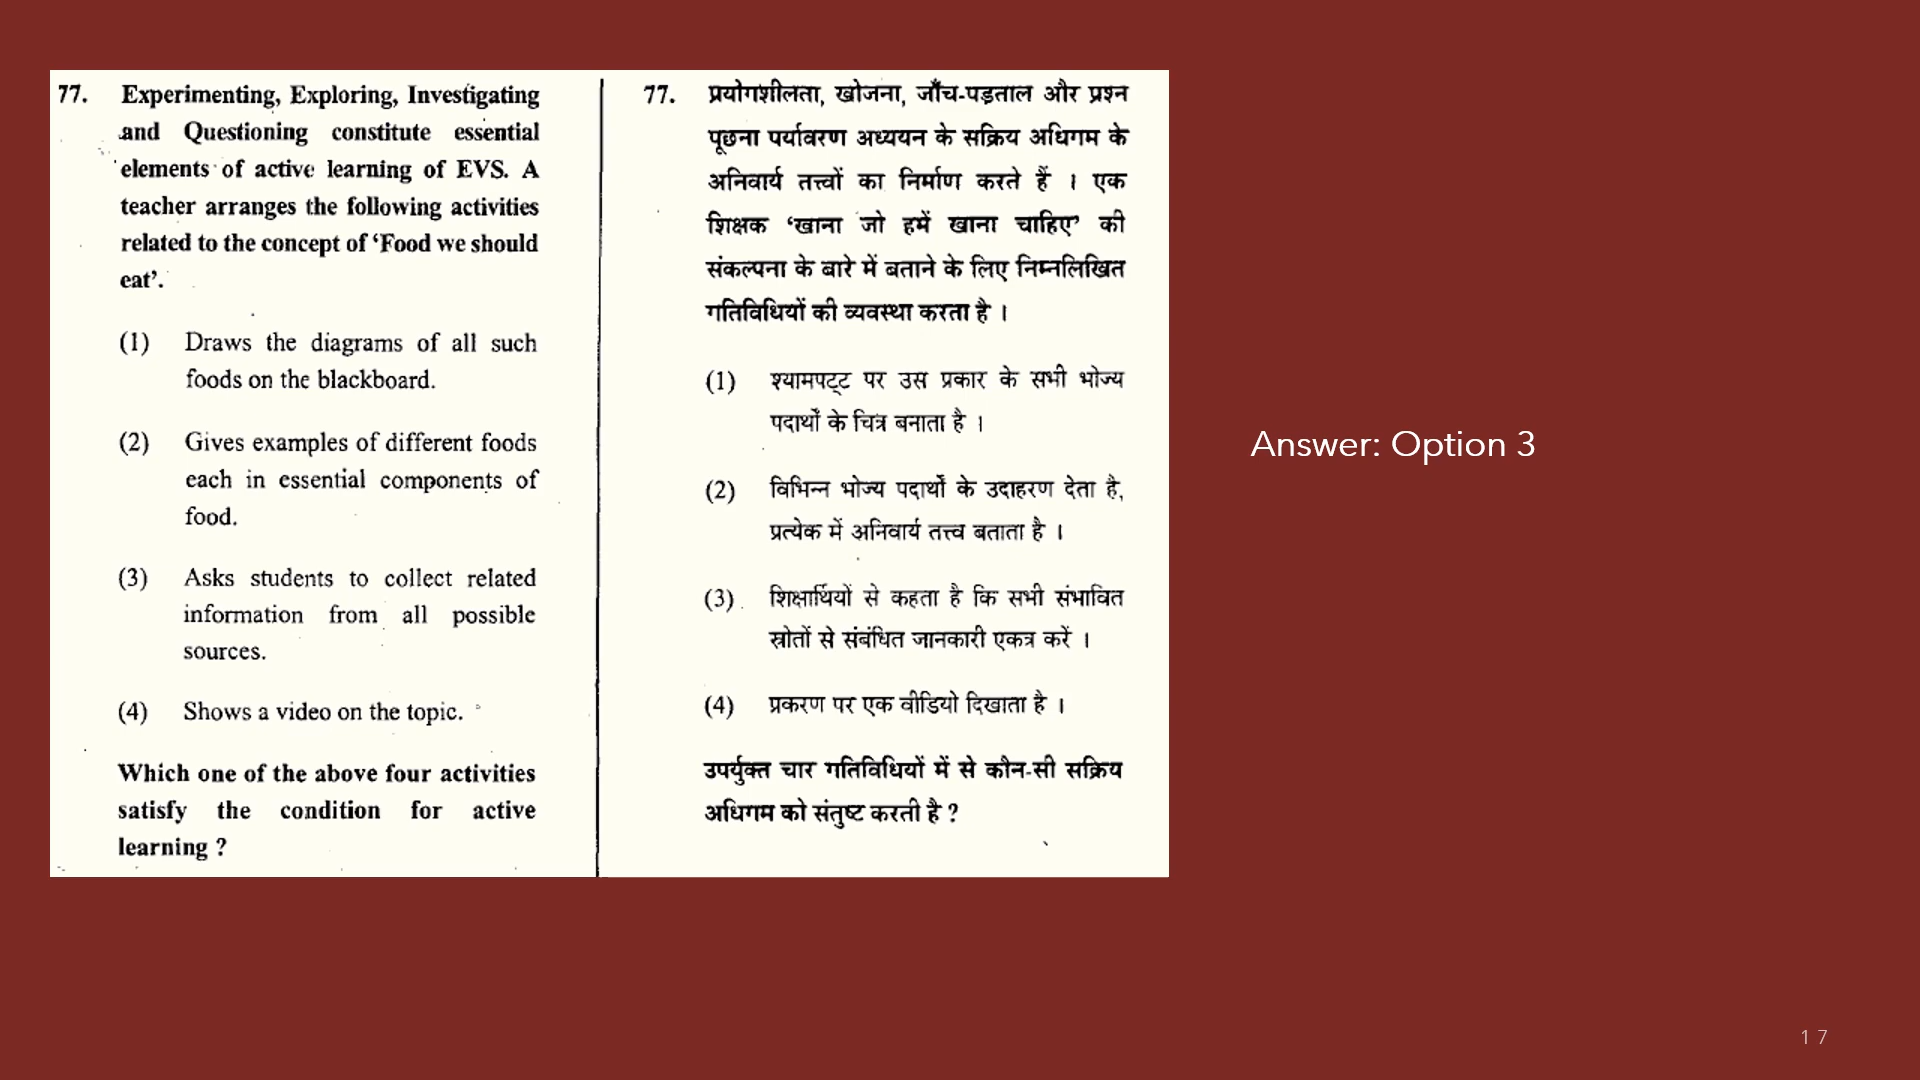 77. Experimenting, Exploring, Investigating
and Questioning constitute essential
elements of active learning of EVS. A
teacher arranges the following activities
related to the concept of ‘Food we should
eat’.
(1) Draws the diagrams of all such
foods on the blackboard.
(2) Gives examples of different foods
each in essential components of
food.
(3) Asks students to collect related
information from all possible
sources.
(4) Shows a video on the topic.
Which one of the above four activities
satisfy the condition for active
learning ?
77. प्रयोगशीलता, खोजना, जाँच-पड़ताल और प्रश्न
पूछना पर्यावरण अध्ययन के सक्रिय अधिगम के
अनिवार्य तत्त्वों का निर्माण करते हैं । एक
शिक्षक ‘खाना जो हमें खाना चाहिए’ की
संकल्पना के बारे में बताने के लिए निम्नलिखित
गतिविधियों की व्यवस्था करता है ।
(1) श्यामपट्ट पर उस प्रकार के सभी भोज्य
पदार्थों के चित्र बनाता है ।
(2) विभिन्न भोज्य पदार्थों के उदाहरण देता है,
प्रत्येक में अनिवार्य तत्त्व बताता है ।
(3) शिक्षार्थियों से कहता है कि सभी संभावित
स्रोतों से संबंधित जानकारी एकत्र करें ।
(4) प्रकरण पर एक वीडियो दिखाता है ।
उपर्युक्त चार गतिविधियों में से कौन-सी सक्रिय
अधिगम को संतुष्ट करती है ?
Answer: Option 3
17